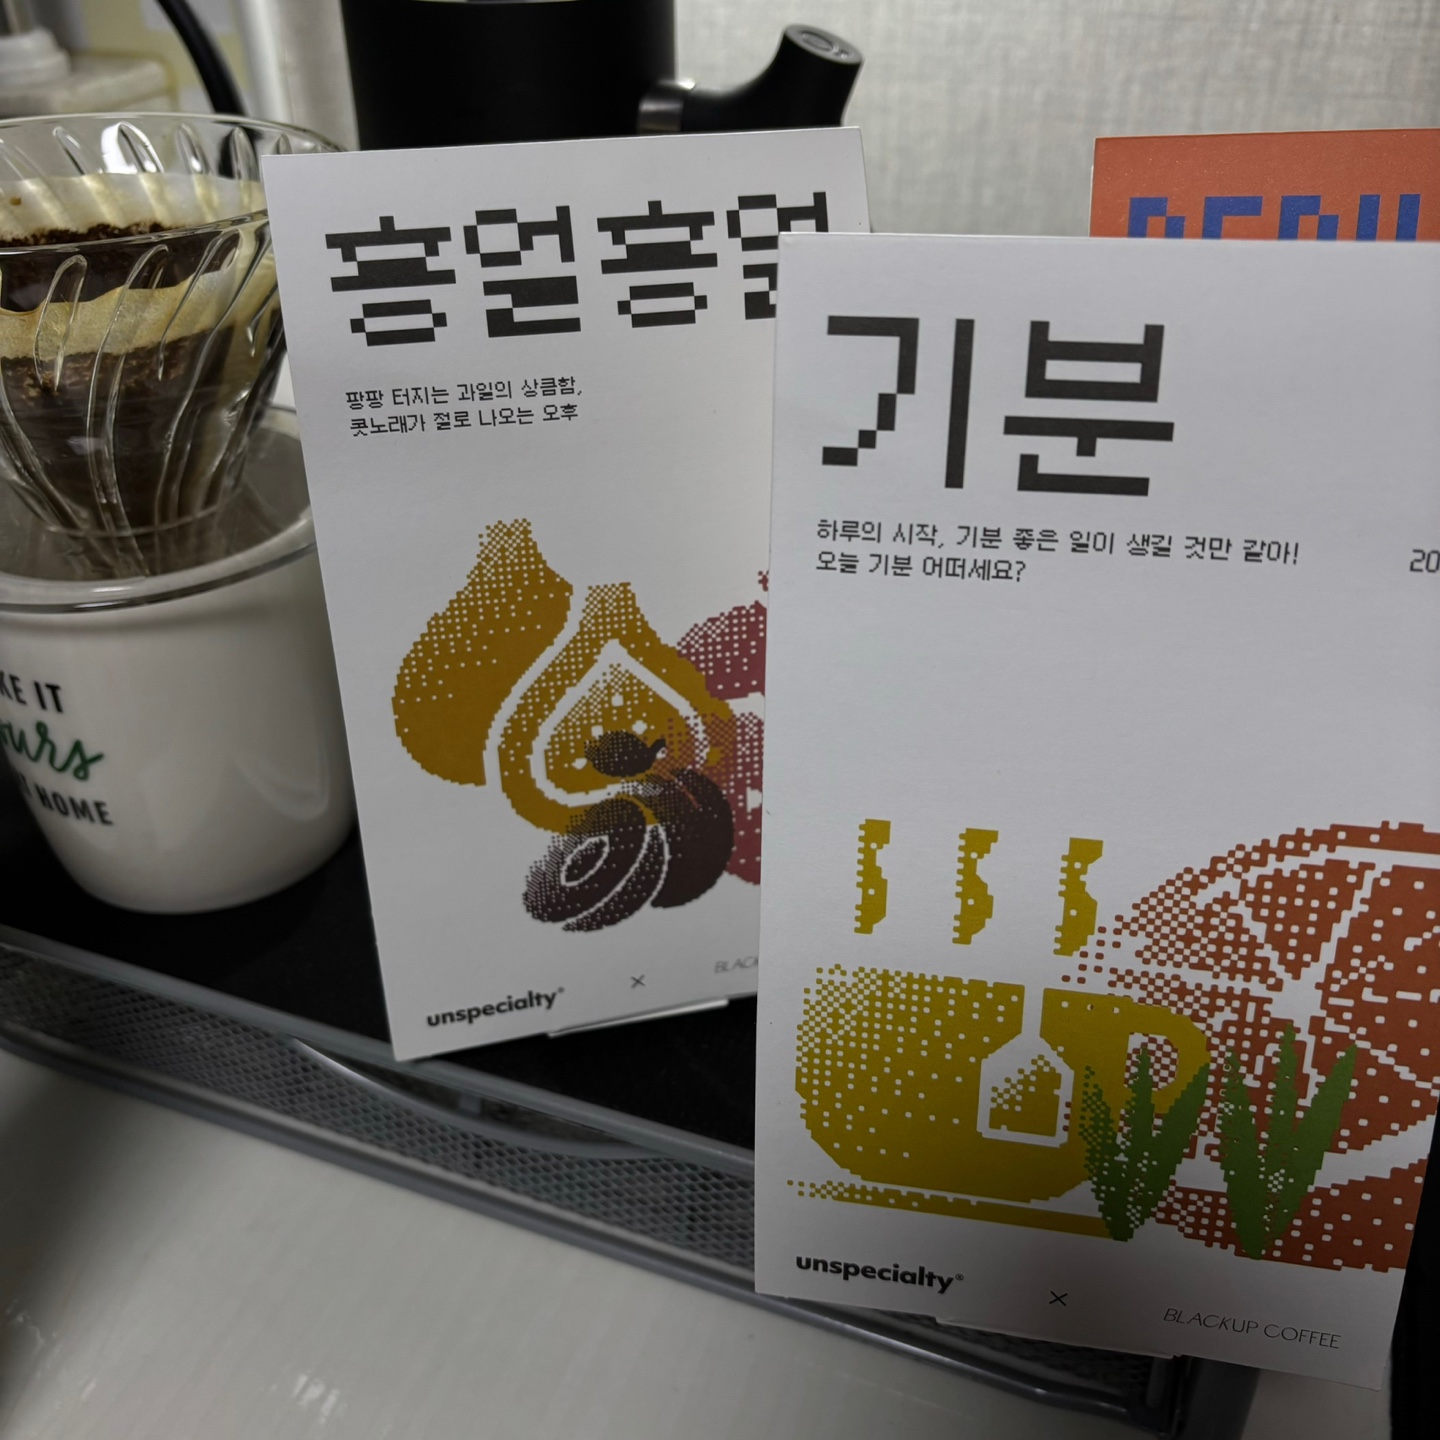 흥얼흥얼
팡팡 터지는 과일의 상큼함,
콧노래가 절로 나오는 오후
unspecialty®
×
기분
하루의 시작, 기분 좋은 일이 생길 것만 같아!
오늘 기분 어떠세요?
20
unspecialty®
×
BLACKUP COFFEE
IT
HOME